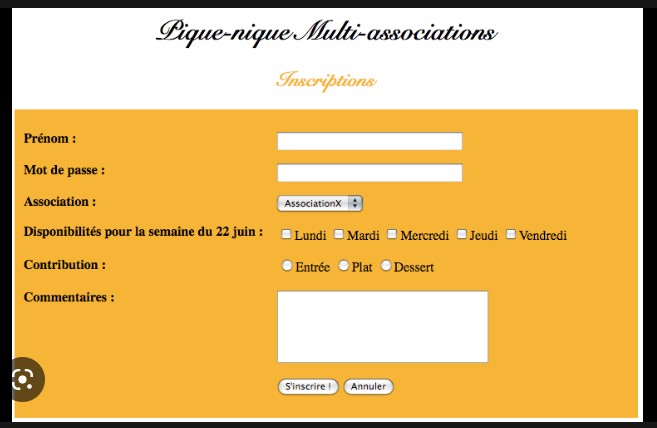 Pique-nique Multi-associations
Inscriptions
Prénom :
Mot de passe :
Association : AssociationX
Disponibilités pour la semaine du 22 juin : Lundi Mardi Mercredi Jeudi Vendredi
Contribution : Entrée Plat Dessert
Commentaires :
S'inscrire ! Annuler